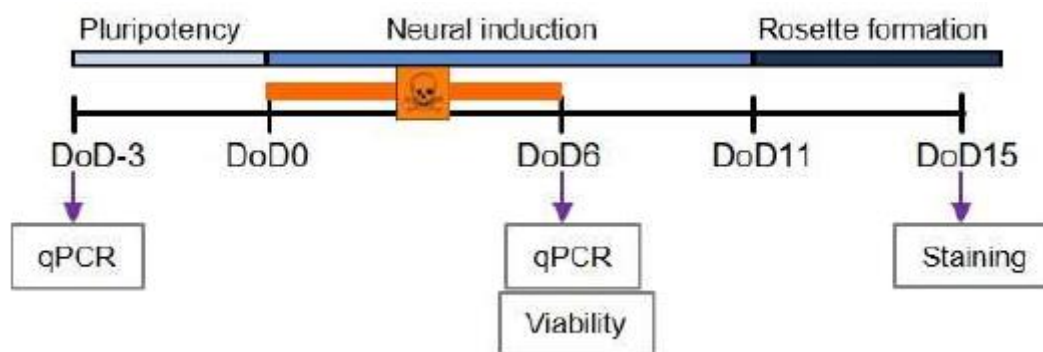 Pluripotency Neural induction Rosette formation
DoD-3 DoD0 DoD6 DoD11 DoD15
qPCR qPCR Staining
Viability